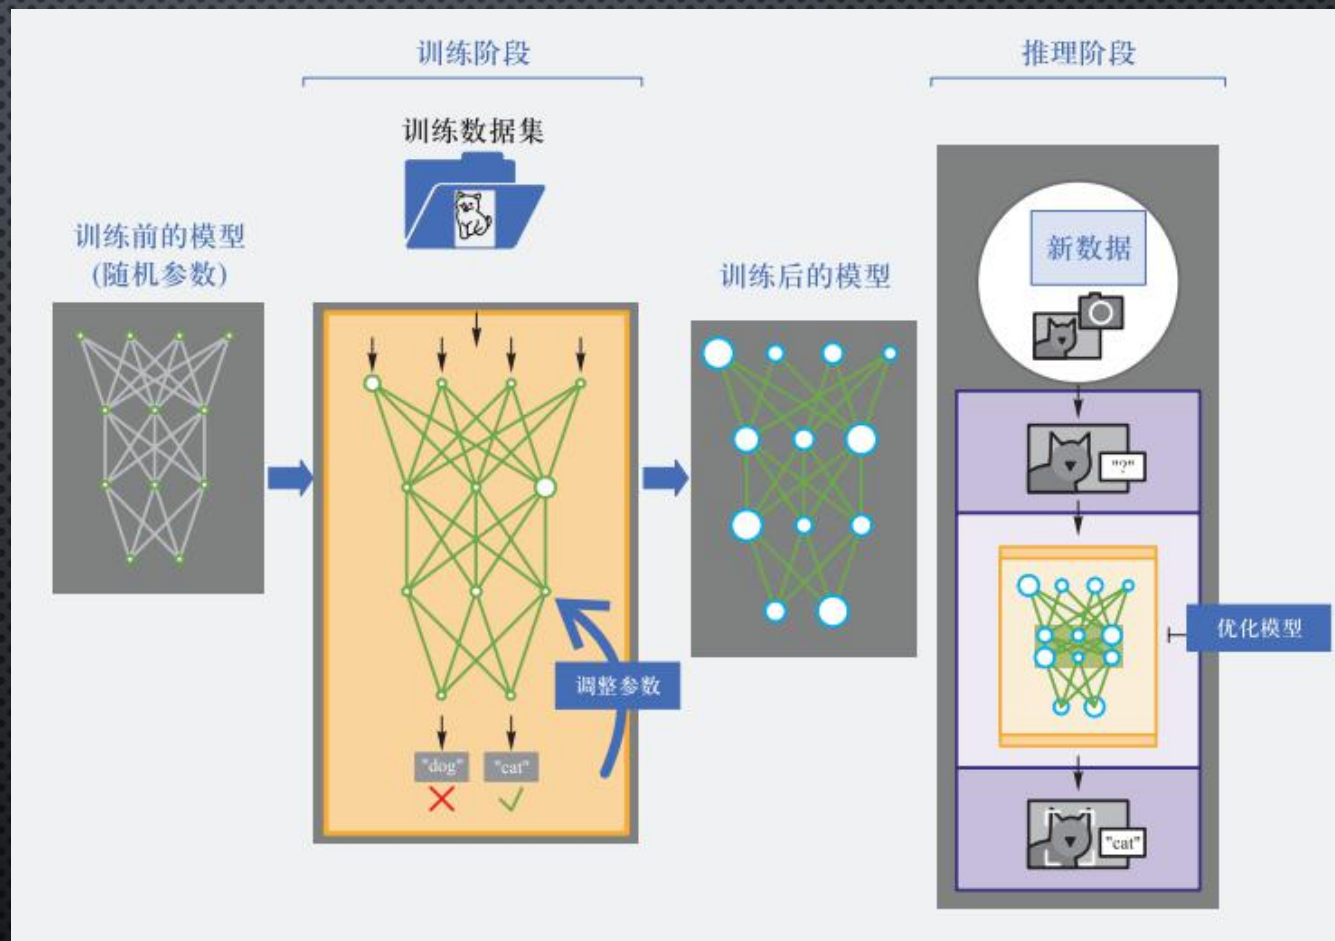 训练阶段
推理阶段
训练数据集
训练前的模型
(随机参数)
训练后的模型
新数据
"?"
优化模型
调整参数
"dog"
"cat"
"cat"